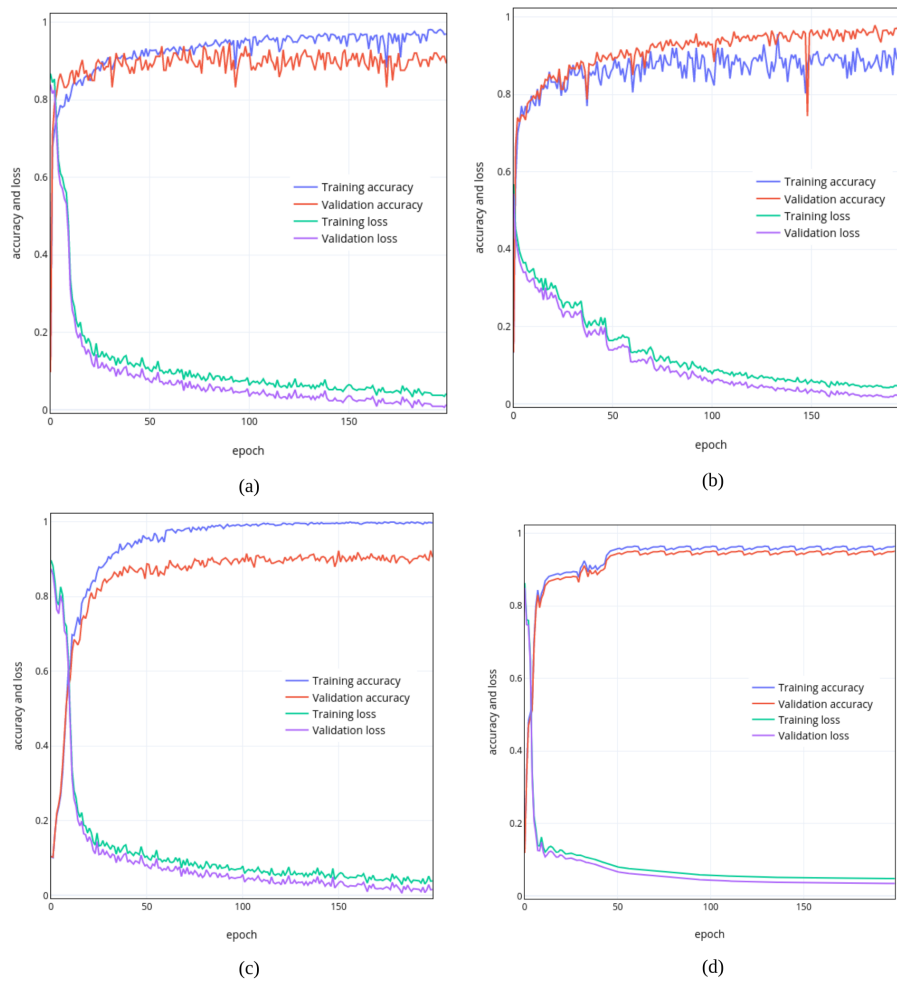 1
0.8
0.6
0.4
0.2
0
0
50
100
150
accuracy and loss
epoch
Training accuracy
Validation accuracy
Training loss
Validation loss
(a)
1
0.8
0.6
0.4
0.2
0
0
50
100
150
accuracy and loss
epoch
Training accuracy
Validation accuracy
Training loss
Validation loss
(b)
1
0.8
0.6
0.4
0.2
0
0
50
100
150
accuracy and loss
epoch
Training accuracy
Validation accuracy
Training loss
Validation loss
(c)
1
0.8
0.6
0.4
0.2
0
0
50
100
150
accuracy and loss
epoch
Training accuracy
Validation accuracy
Training loss
Validation loss
(d)